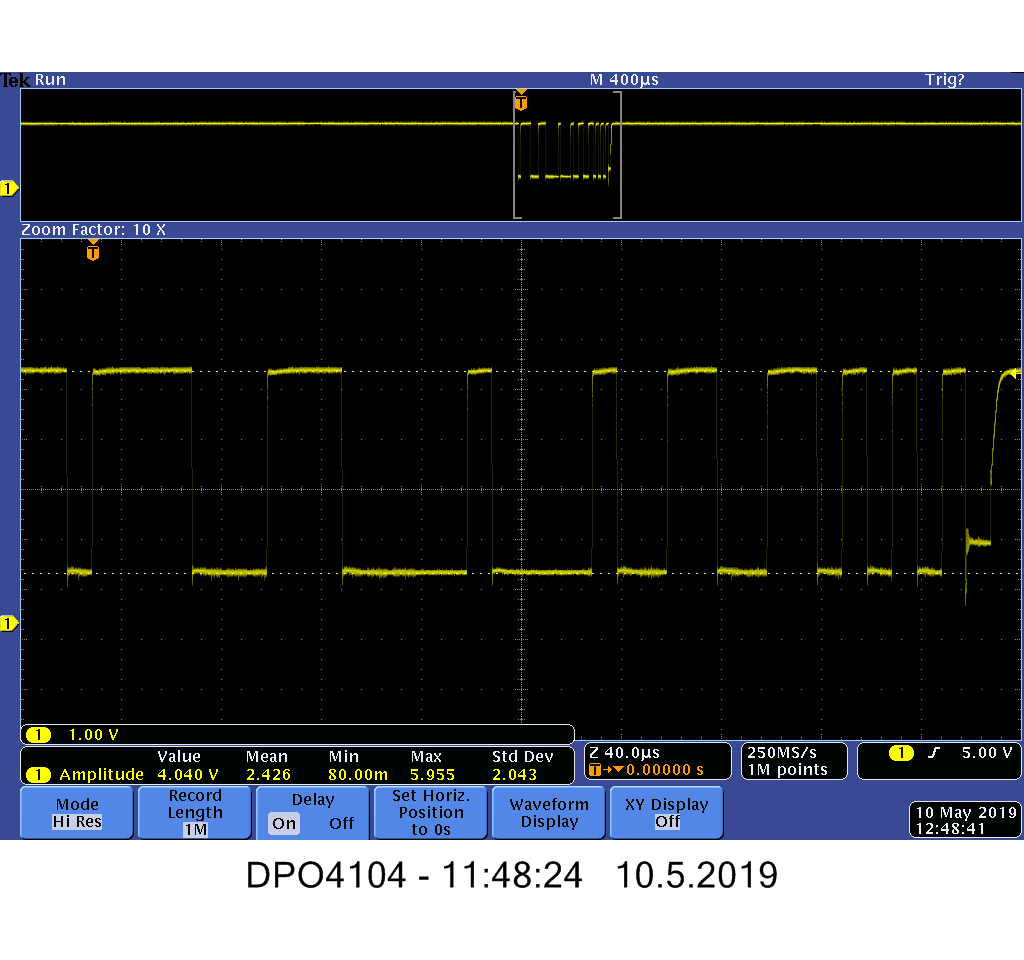 Tek Run M 400µs Trig?
T
1
Zoom Factor: 10 X
T
1
1 1.00 V
Value Mean Min Max Std Dev
1 Amplitude 4.040 V 2.426 80.00m 5.955 2.043
Z 40.0µs
T→▼0.00000 s
250MS/s
1M points
1 5.00 V
Mode
Hi Res
Record
Length
1M
Delay
On Off
Set Horiz.
Position
to 0s
Waveform
Display
XY Display
Off
10 May 2019
12:48:41
DPO4104 - 11:48:24 10.5.2019